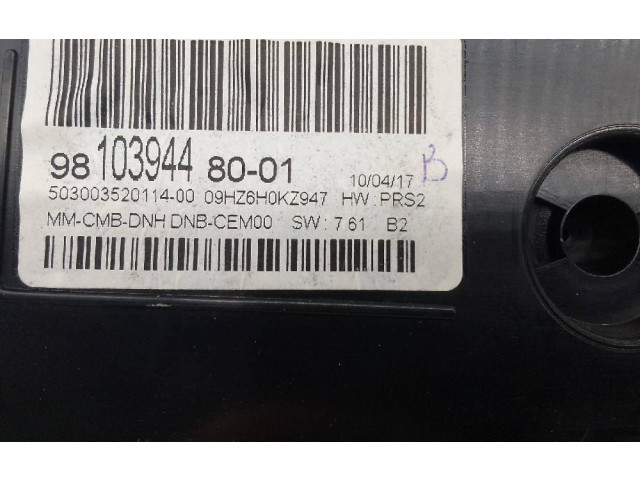 98 103944 80-01 10/04/17 B
503003520114-00 09HZ6H0KZ947 HW : PRS2
MM-CMB-DNH DNB-CEM00 SW : 7 61 B2